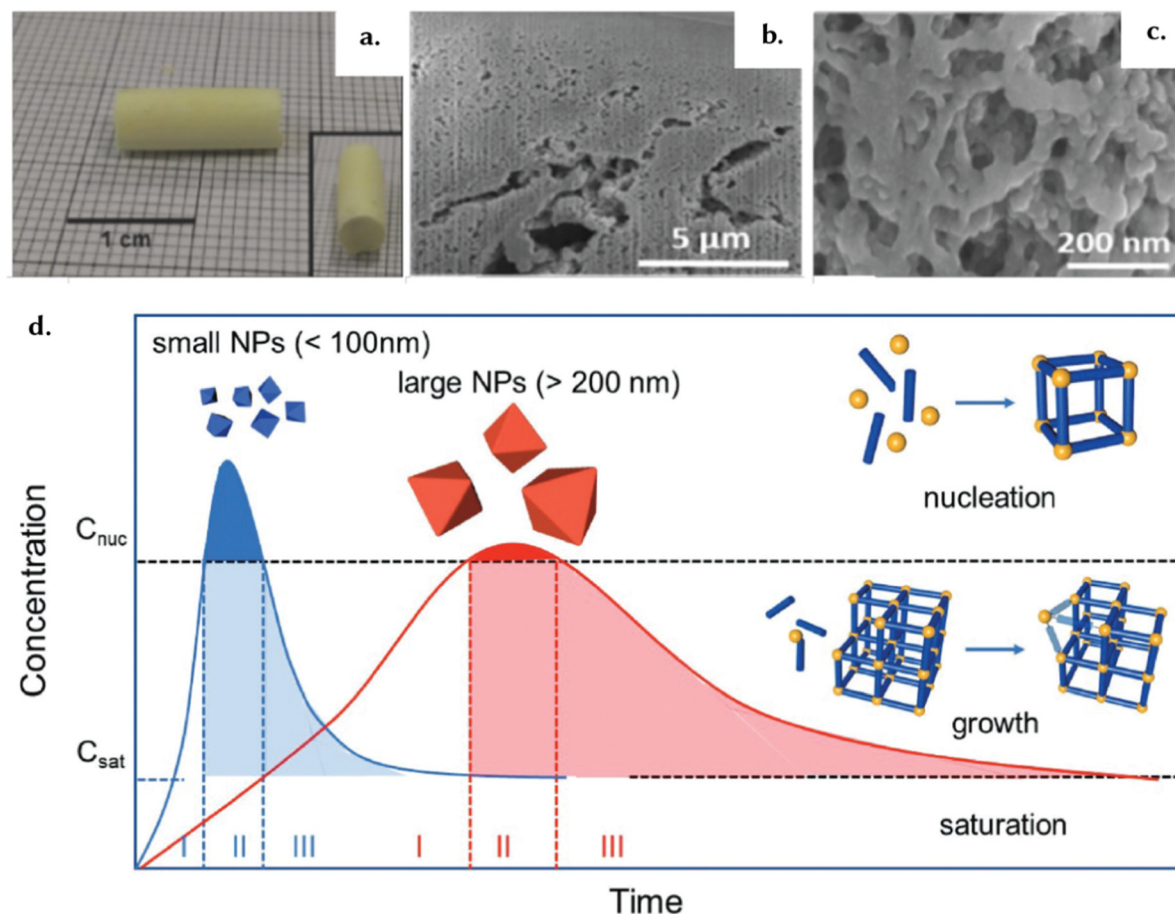 a.
1 cm
b.
5 µm
c.
200 nm
d.
small NPs (< 100nm)
large NPs (> 200 nm)
nucleation
Concentration
C_nuc
growth
C_sat
saturation
I II III I II III
Time